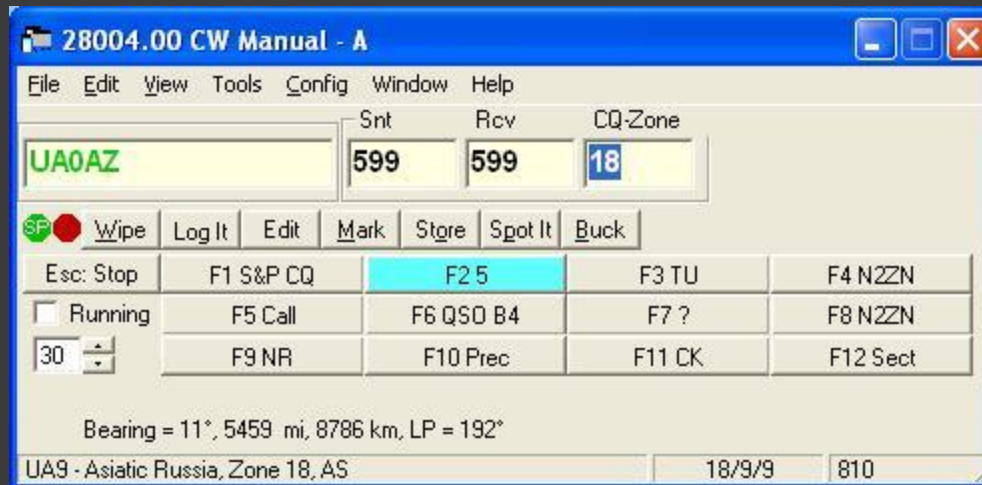 28004.00 CW Manual - A
File Edit View Tools Config Window Help
Snt Rcv CQ-Zone
UA0AZ 599 599 18
SP Wipe Log It Edit Mark Store Spot It Buck
Esc: Stop F1 S&P CQ F2 5 F3 TU F4 N2ZN
Running F5 Call F6 QSO B4 F7 ? F8 N2ZN
30 F9 NR F10 Prec F11 CK F12 Sect
Bearing = 11°, 5459 mi, 8786 km, LP = 192°
UA9 - Asiatic Russia, Zone 18, AS 18/9/9 810